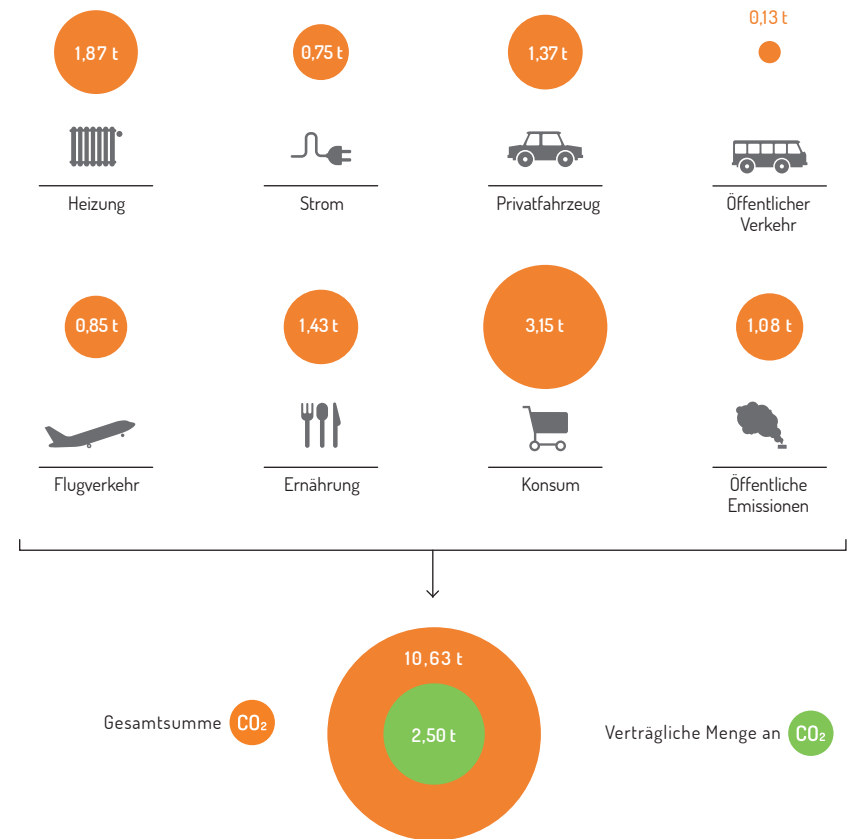 1,87 t
0,75 t
1,37 t
0,13 t
Heizung
Strom
Privatfahrzeug
Öffentlicher
Verkehr
0,85 t
1,43 t
3,15 t
1,08 t
Flugverkehr
Ernährung
Konsum
Öffentliche
Emissionen
10,63 t
Gesamtsumme CO₂
2,50 t
Verträgliche Menge an CO₂